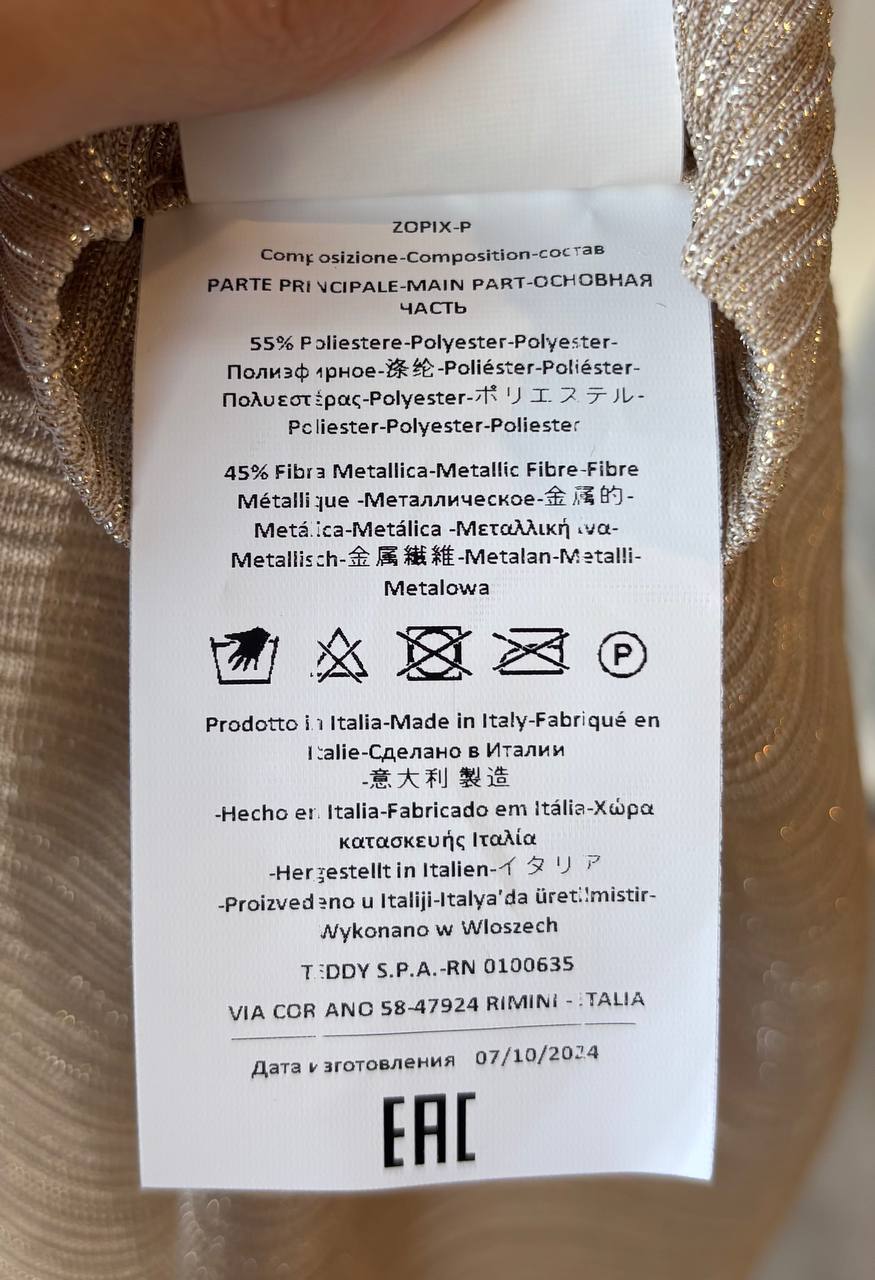 ZOPIX-P
Composizione-Composition-состав
PARTE PRINCIPALE-MAIN PART-ОСНОВНАЯ
ЧАСТЬ
55% Poliestere-Polyester-Polyester-
Полиэфирное-涤纶-Poliéster-Poliéster-
Πολυεστέρας-Polyester-ポリエステル-
Poliester-Polyester-Poliester
45% Fibra Metallica-Metallic Fibre-Fibre
Métallique -Металлическое-金属的-
Metálica-Metálica -Μεταλλική ίνα-
Metallisch-金属繊維-Metalan-Metalli-
Metalowa
P
Prodotto in Italia-Made in Italy-Fabriqué en
Italie-Сделано в Италии
-意大利 製造
-Hecho en Italia-Fabricado em Itália-Χώρα
κατασκευής Ιταλία
-Hergestellt in Italien-イタリア
-Proizvedeno u Italiji-Italya'da üretilmistir-
Wykonano w Wloszech
TEDDY S.P.A.-RN 0100635
VIA CORIANO 58-47924 RIMINI - ITALIA
Дата изготовления 07/10/2024
EAC